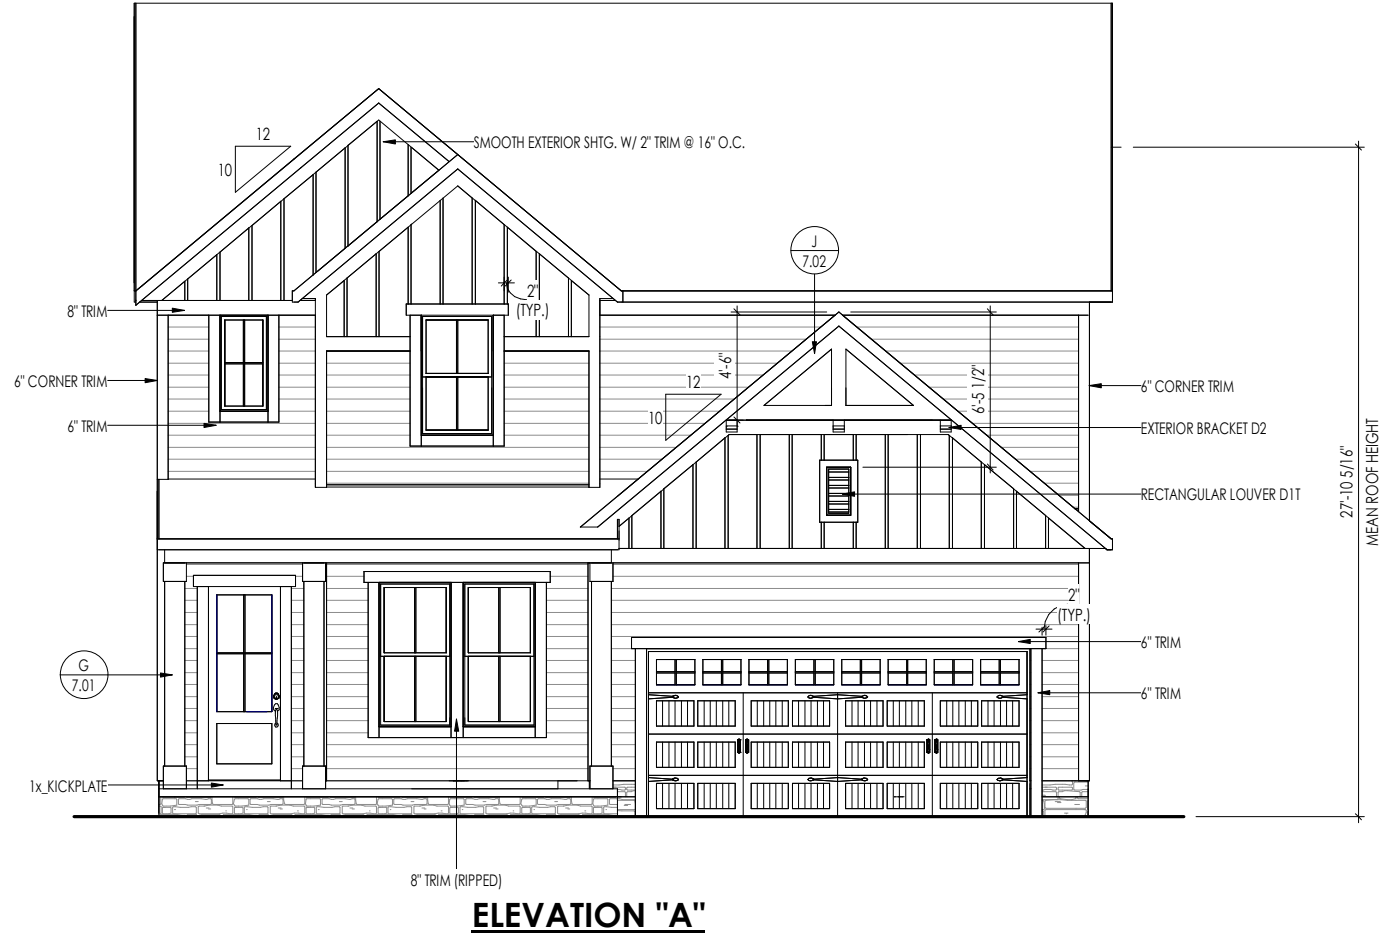 12
SMOOTH EXTERIOR SHTG. W/ 2" TRIM @ 16" O.C.
10
J
7.02
2"
(TYP.)
8" TRIM
4'-6"
6'-5 1/2"
12
6" CORNER TRIM
6" CORNER TRIM
10
6" TRIM
EXTERIOR BRACKET D2
27'-10 5/16"
MEAN ROOF HEIGHT
RECTANGULAR LOUVER D1T
2"
(TYP.)
6" TRIM
G
7.01
6" TRIM
1x_KICKPLATE
8" TRIM (RIPPED)
ELEVATION "A"